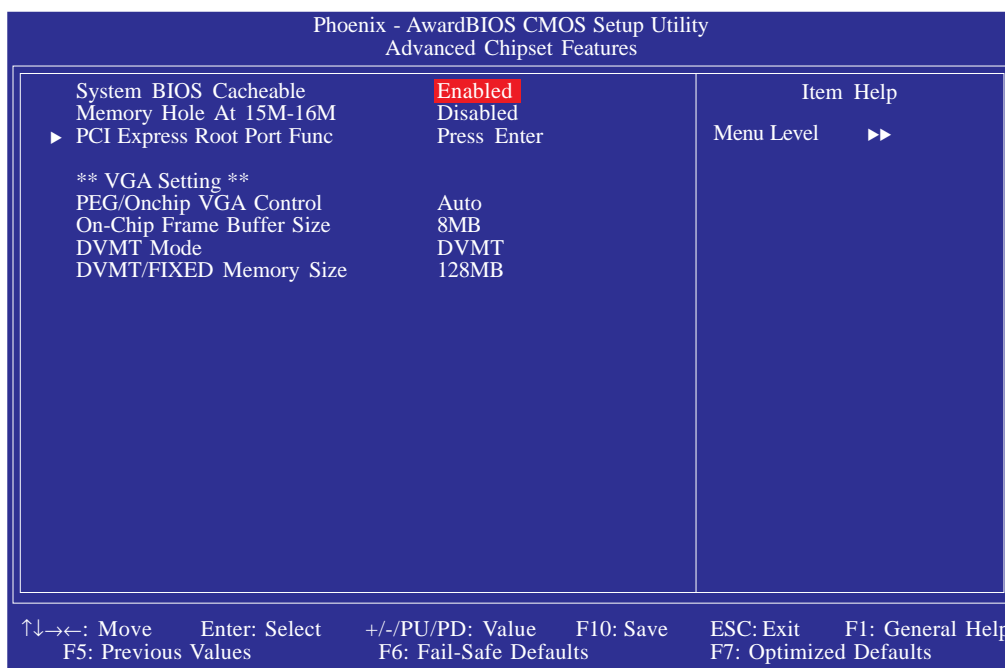 Phoenix - AwardBIOS CMOS Setup Utility
Advanced Chipset Features
System BIOS Cacheable Enabled
Memory Hole At 15M-16M Disabled
► PCI Express Root Port Func Press Enter
** VGA Setting **
PEG/Onchip VGA Control Auto
On-Chip Frame Buffer Size 8MB
DVMT Mode DVMT
DVMT/FIXED Memory Size 128MB
Item Help
Menu Level ►►
↑↓→←: Move Enter: Select +/-/PU/PD: Value F10: Save ESC: Exit F1: General Help
F5: Previous Values F6: Fail-Safe Defaults F7: Optimized Defaults